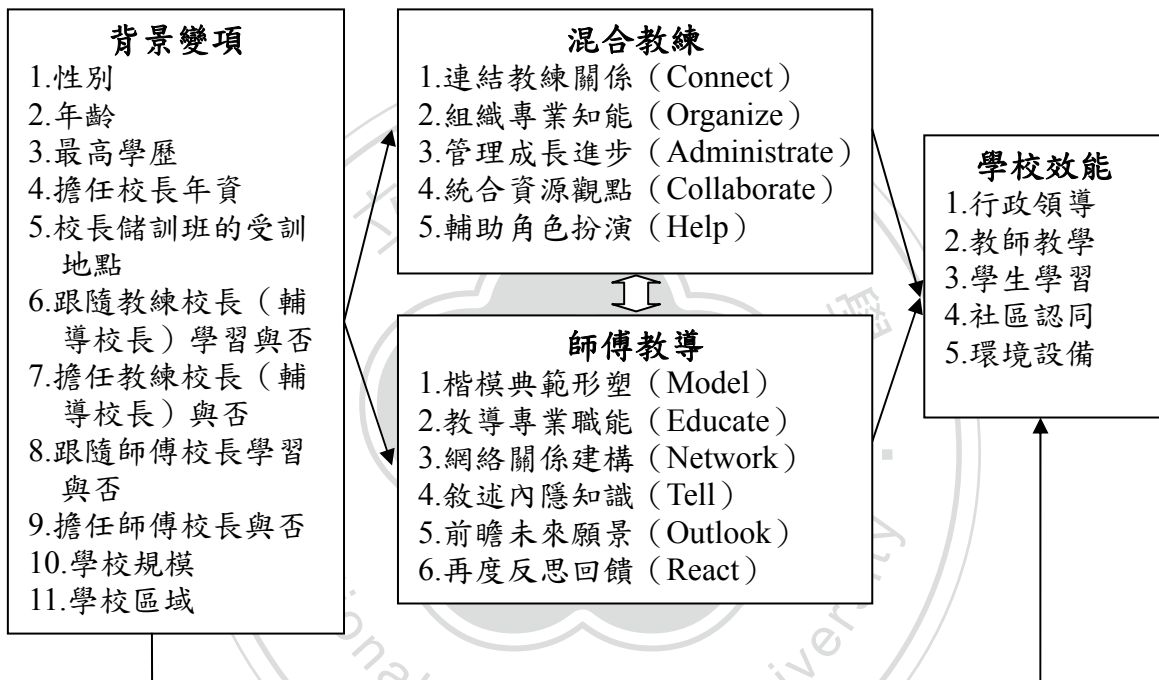 背景變項
1.性別
2.年齡
3.最高學歷
4.擔任校長年資
5.校長儲訓班的受訓
地點
6.跟隨教練校長（輔
導校長）學習與否
7.擔任教練校長（輔
導校長）與否
8.跟隨師傅校長學習
與否
9.擔任師傅校長與否
10.學校規模
11.學校區域
混合教練
1.連結教練關係（Connect）
2.組織專業知能（Organize）
3.管理成長進步（Administrate）
4.統合資源觀點（Collaborate）
5.輔助角色扮演（Help）
師傅教導
1.楷模典範形塑（Model）
2.教導專業職能（Educate）
3.網絡關係建構（Network）
4.敘述內隱知識（Tell）
5.前瞻未來願景（Outlook）
6.再度反思回饋（React）
學校效能
1.行政領導
2.教師教學
3.學生學習
4.社區認同
5.環境設備